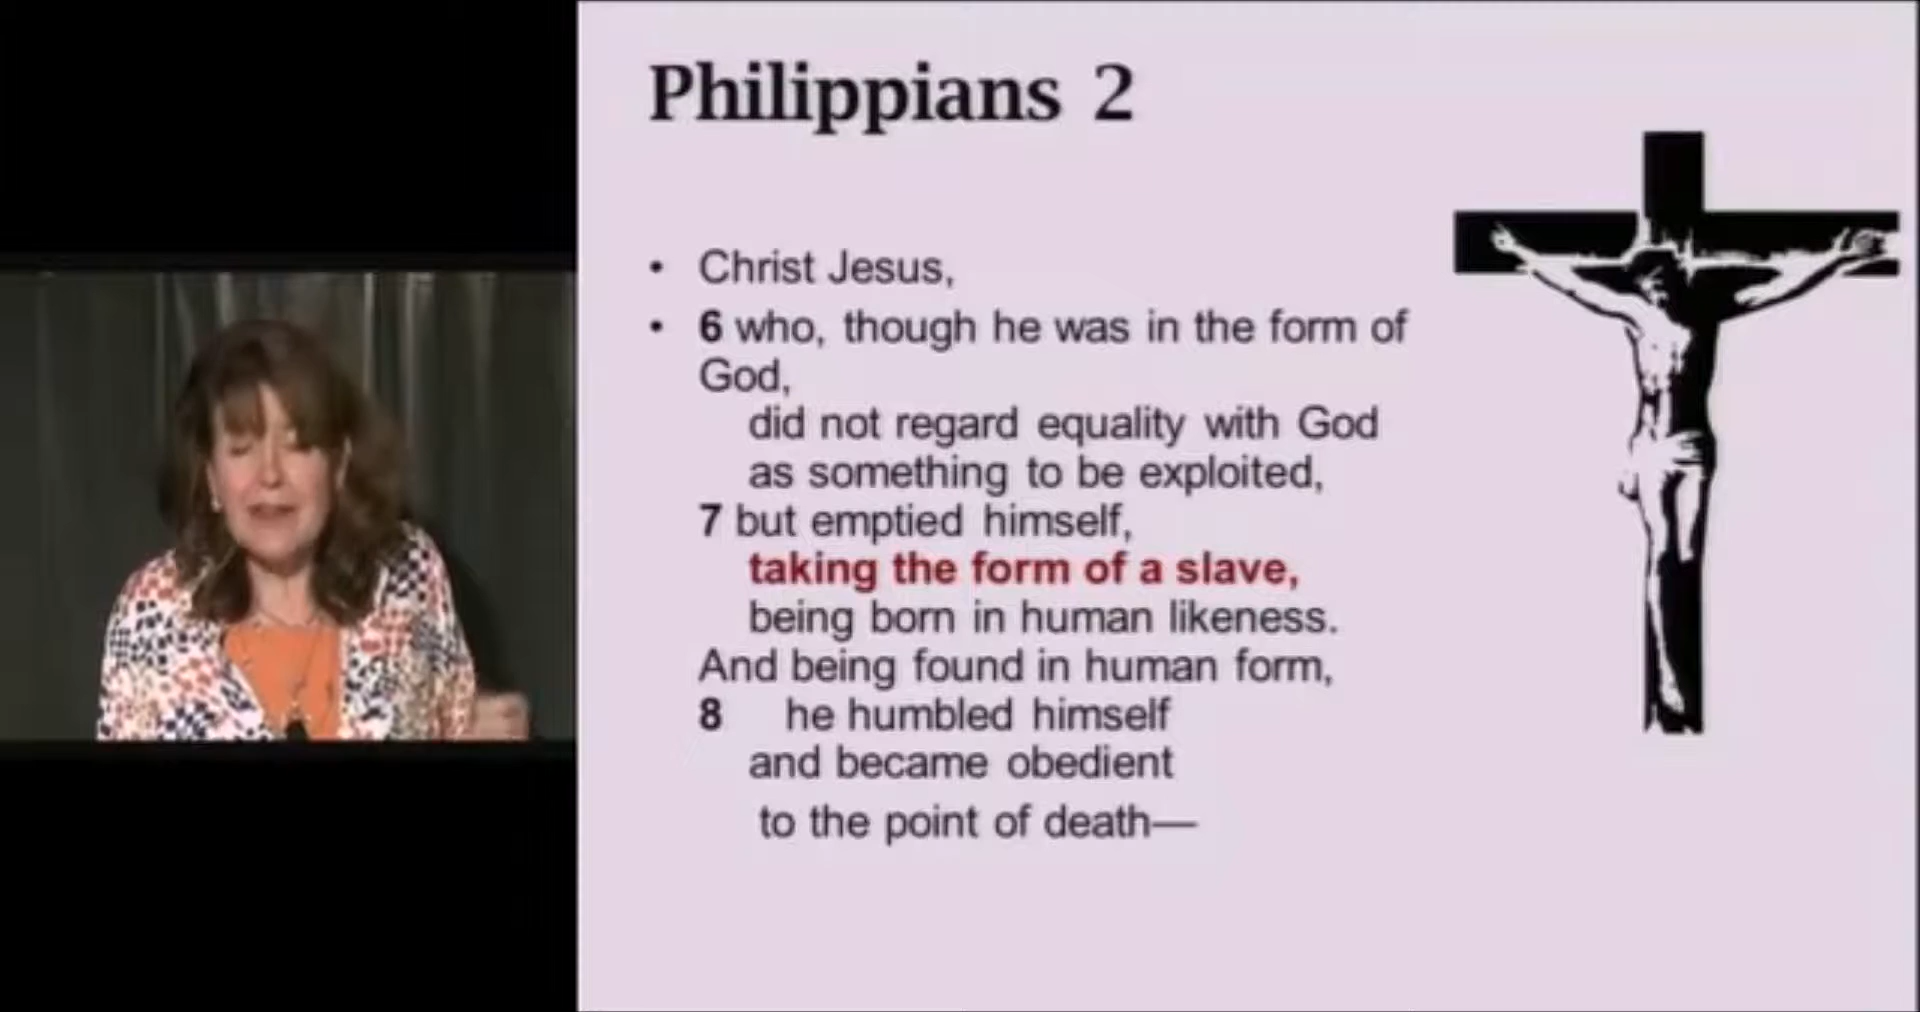 Philippians 2
• Christ Jesus,
• 6 who, though he was in the form of
God,
did not regard equality with God
as something to be exploited,
7 but emptied himself,
taking the form of a slave,
being born in human likeness.
And being found in human form,
8 he humbled himself
and became obedient
to the point of death—